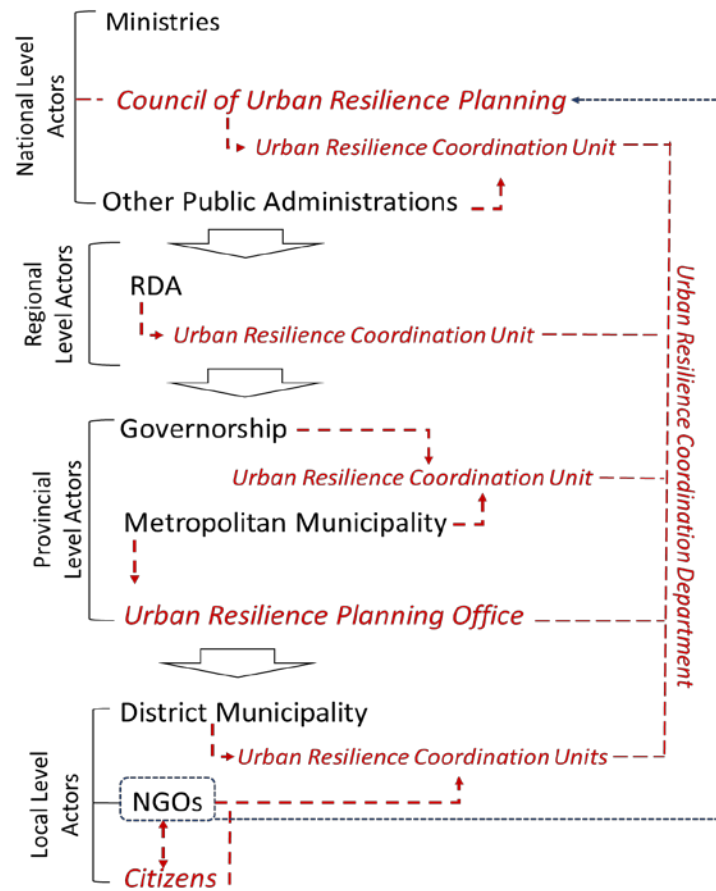 National Level
Actors
Ministries
Council of Urban Resilience Planning
Urban Resilience Coordination Unit
Other Public Administrations
Regional
Level Actors
RDA
Urban Resilience Coordination Unit
Provincial
Level Actors
Governorship
Urban Resilience Coordination Unit
Metropolitan Municipality
Urban Resilience Planning Office
Local Level
Actors
District Municipality
Urban Resilience Coordination Units
NGOs
Citizens
Urban Resilience Coordination Department